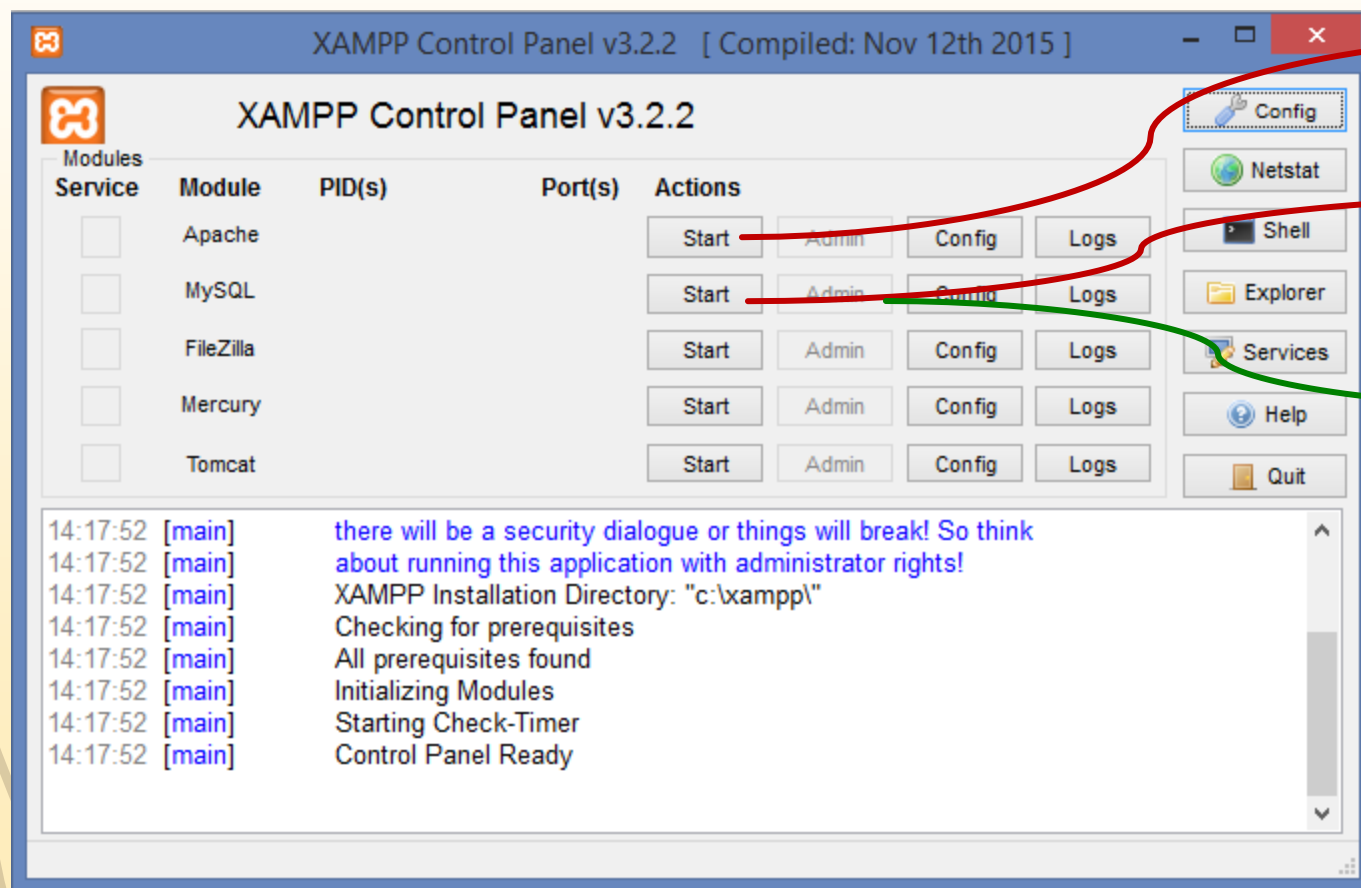 XAMPP Control Panel v3.2.2 [ Compiled: Nov 12th 2015 ]
XAMPP Control Panel v3.2.2
Config
Modules
Service Module PID(s) Port(s) Actions
Netstat
Apache Start Admin Config Logs
Shell
MySQL Start Admin Config Logs
Explorer
FileZilla Start Admin Config Logs
Services
Mercury Start Admin Config Logs
Help
Tomcat Start Admin Config Logs
Quit
14:17:52 [main] there will be a security dialogue or things will break! So think
14:17:52 [main] about running this application with administrator rights!
14:17:52 [main] XAMPP Installation Directory: "c:\xampp\"
14:17:52 [main] Checking for prerequisites
14:17:52 [main] All prerequisites found
14:17:52 [main] Initializing Modules
14:17:52 [main] Starting Check-Timer
14:17:52 [main] Control Panel Ready